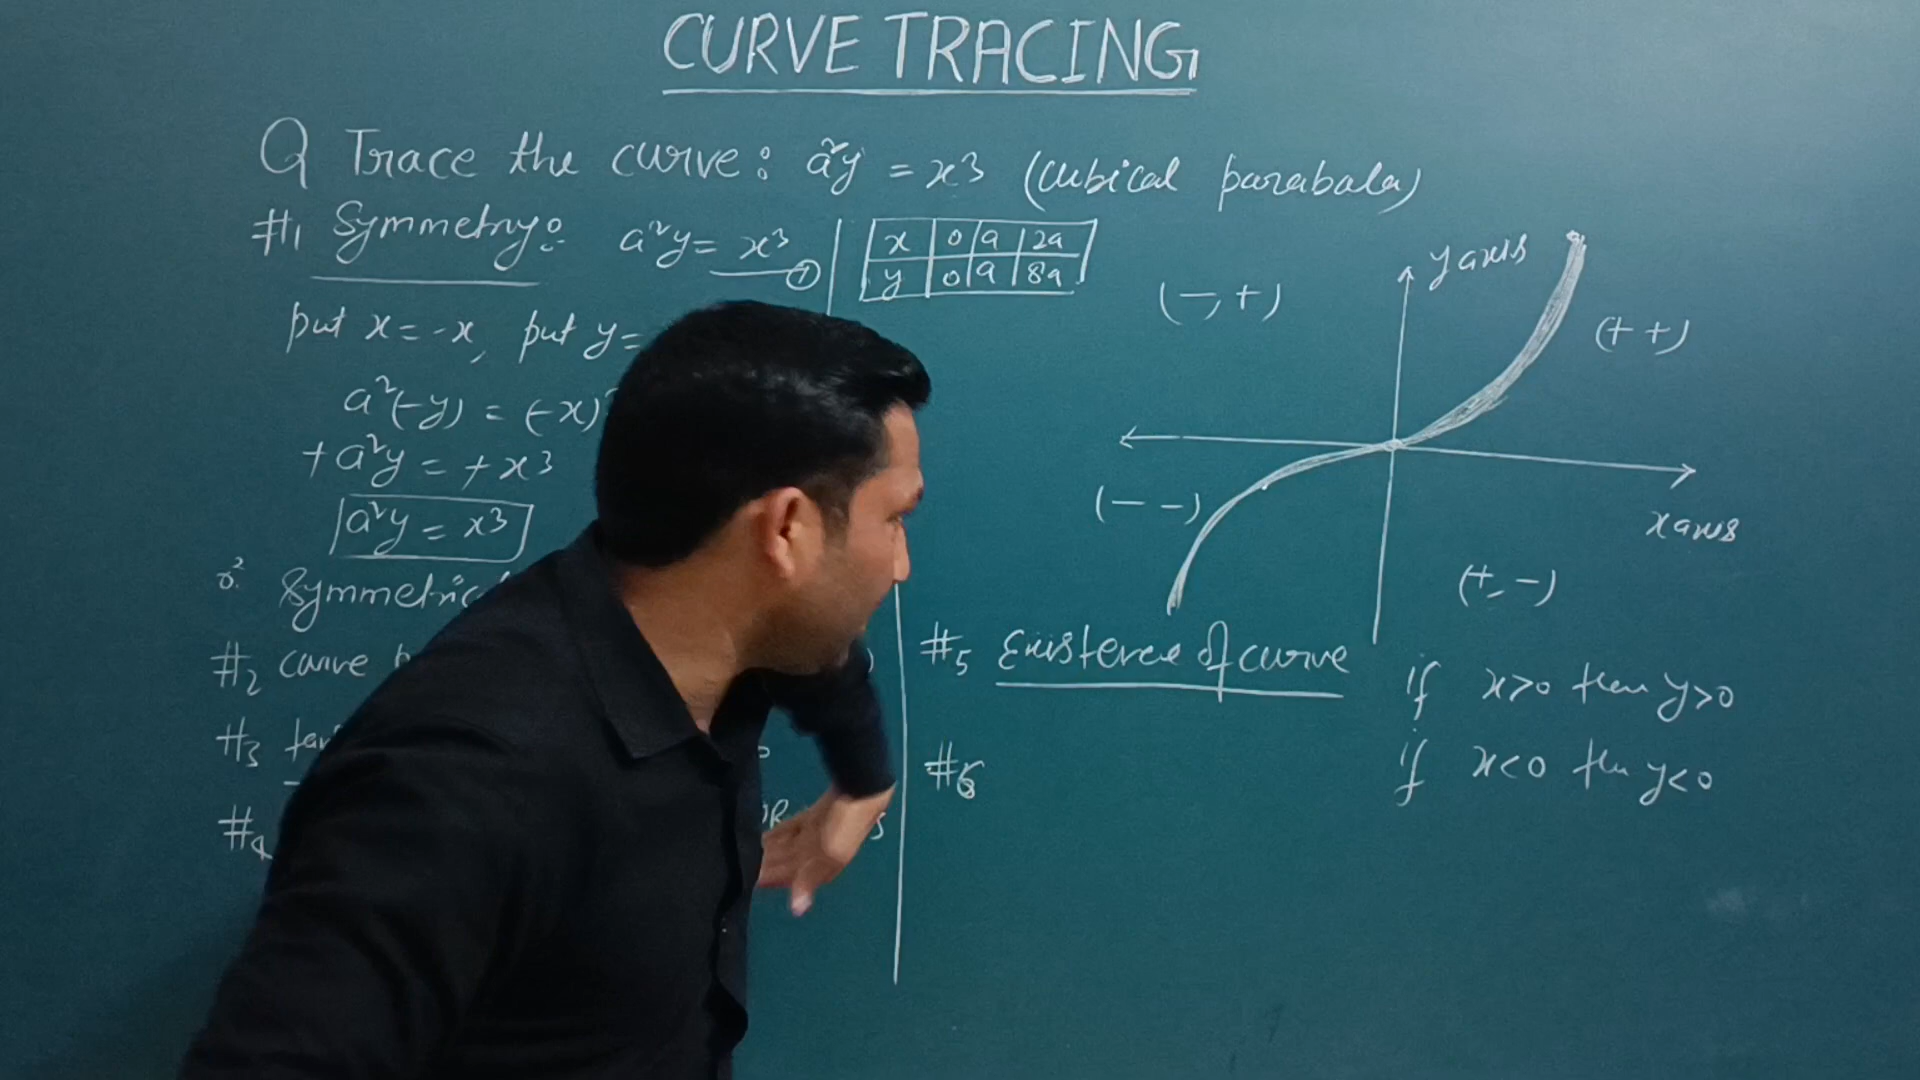 CURVE TRACING
Q Trace the curve: a²y = x³ (cubical parabala)
#1 Symmetry: a²y = x³ ①
x 0 a 2a
y 0 a 8a
put x = -x, put y =
a²(-y) = (-x)
+a²y = +x³
a²y = x³
Symmetric
#2 curve
#3
#4
OR
y axis
(-, +)
(+ +)
(- -)
x axis
(+, -)
#5 Existence of curve
if x>0 then y>0
if x<0 then y<0
#6